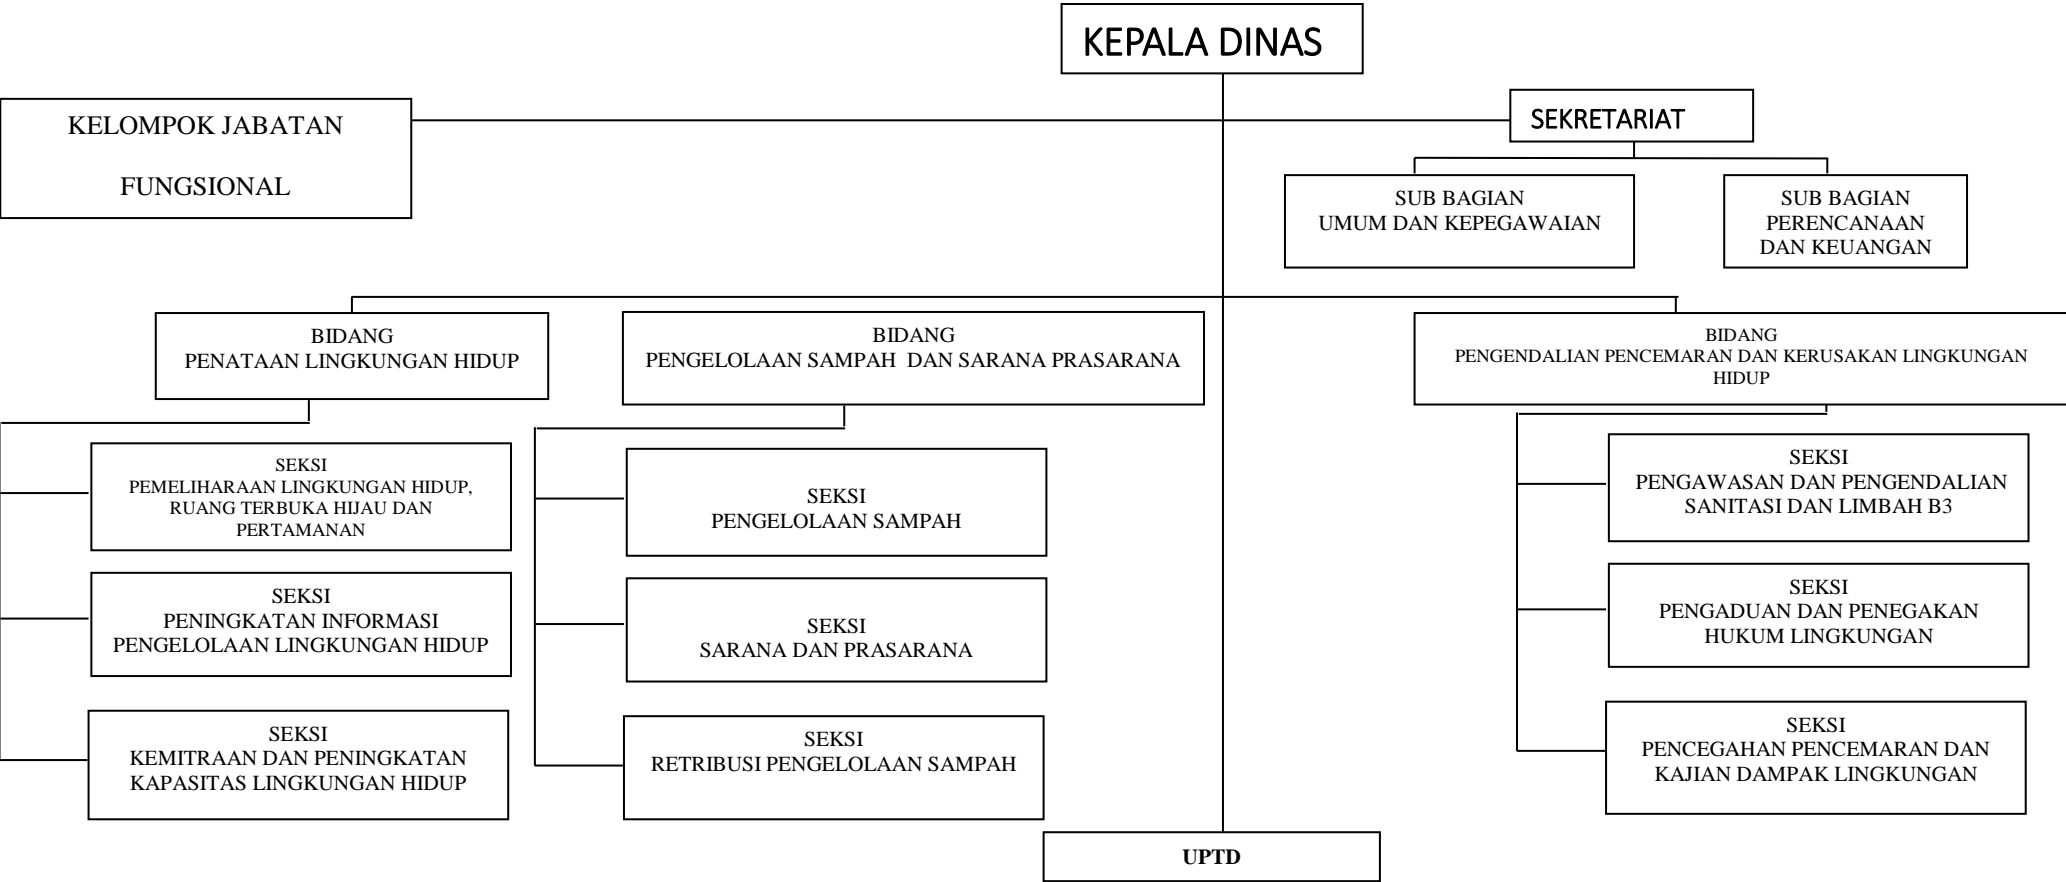 KEPALA DINAS
KELOMPOK JABATAN
FUNGSIONAL
SEKRETARIAT
SUB BAGIAN
UMUM DAN KEPEGAWAIAN
SUB BAGIAN
PERENCANAAN
DAN KEUANGAN
BIDANG
PENATAAN LINGKUNGAN HIDUP
BIDANG
PENGELOLAAN SAMPAH DAN SARANA PRASARANA
BIDANG
PENGENDALIAN PENCEMARAN DAN KERUSAKAN LINGKUNGAN
HIDUP
SEKSI
PEMELIHARAAN LINGKUNGAN HIDUP,
RUANG TERBUKA HIJAU DAN
PERTAMANAN
SEKSI
PENINGKATAN INFORMASI
PENGELOLAAN LINGKUNGAN HIDUP
SEKSI
KEMITRAAN DAN PENINGKATAN
KAPASITAS LINGKUNGAN HIDUP
SEKSI
PENGELOLAAN SAMPAH
SEKSI
SARANA DAN PRASARANA
SEKSI
RETRIBUSI PENGELOLAAN SAMPAH
SEKSI
PENGAWASAN DAN PENGENDALIAN
SANITASI DAN LIMBAH B3
SEKSI
PENGADUAN DAN PENEGAKAN
HUKUM LINGKUNGAN
SEKSI
PENCEGAHAN PENCEMARAN DAN
KAJIAN DAMPAK LINGKUNGAN
UPTD